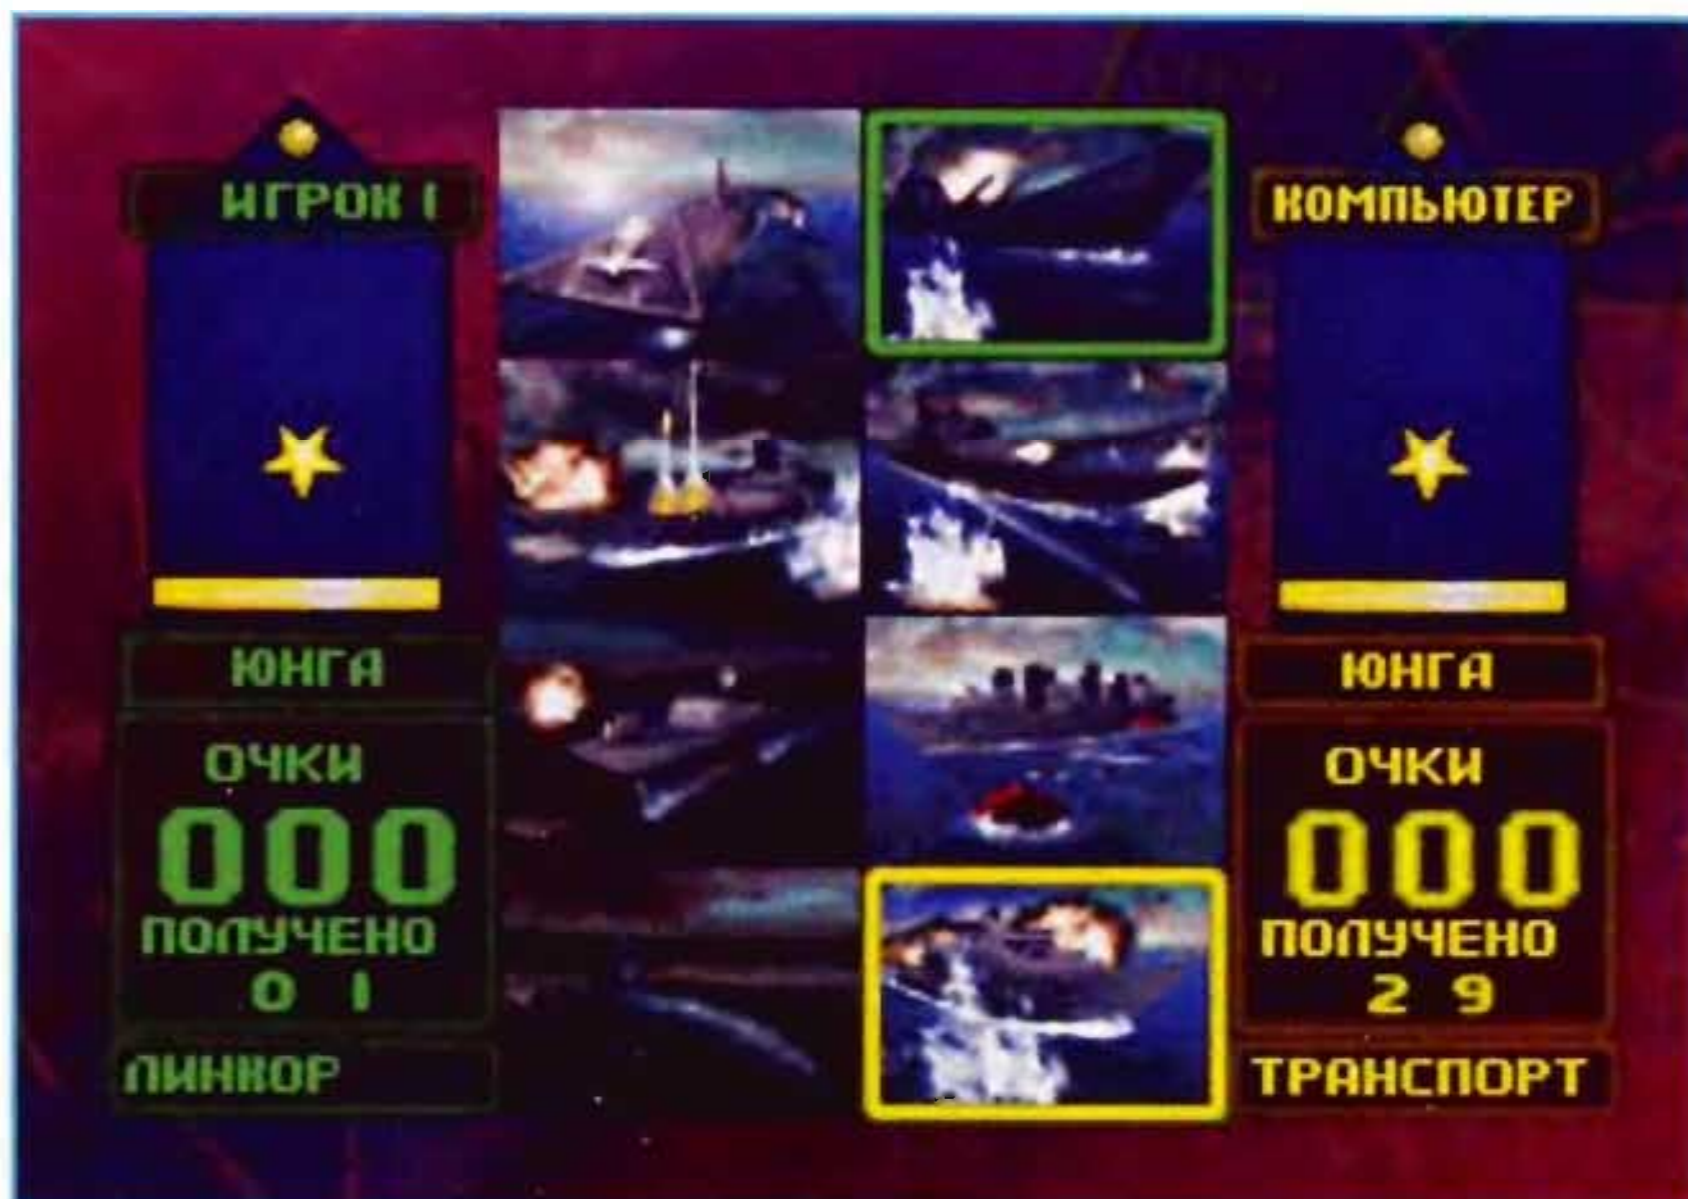 ИГРОК 1
ЮНГА
ОЧКИ
000
ПОЛУЧЕНО
0 1
ЛИНКОР
КОМПЬЮТЕР
ЮНГА
ОЧКИ
000
ПОЛУЧЕНО
2 9
ТРАНСПОРТ